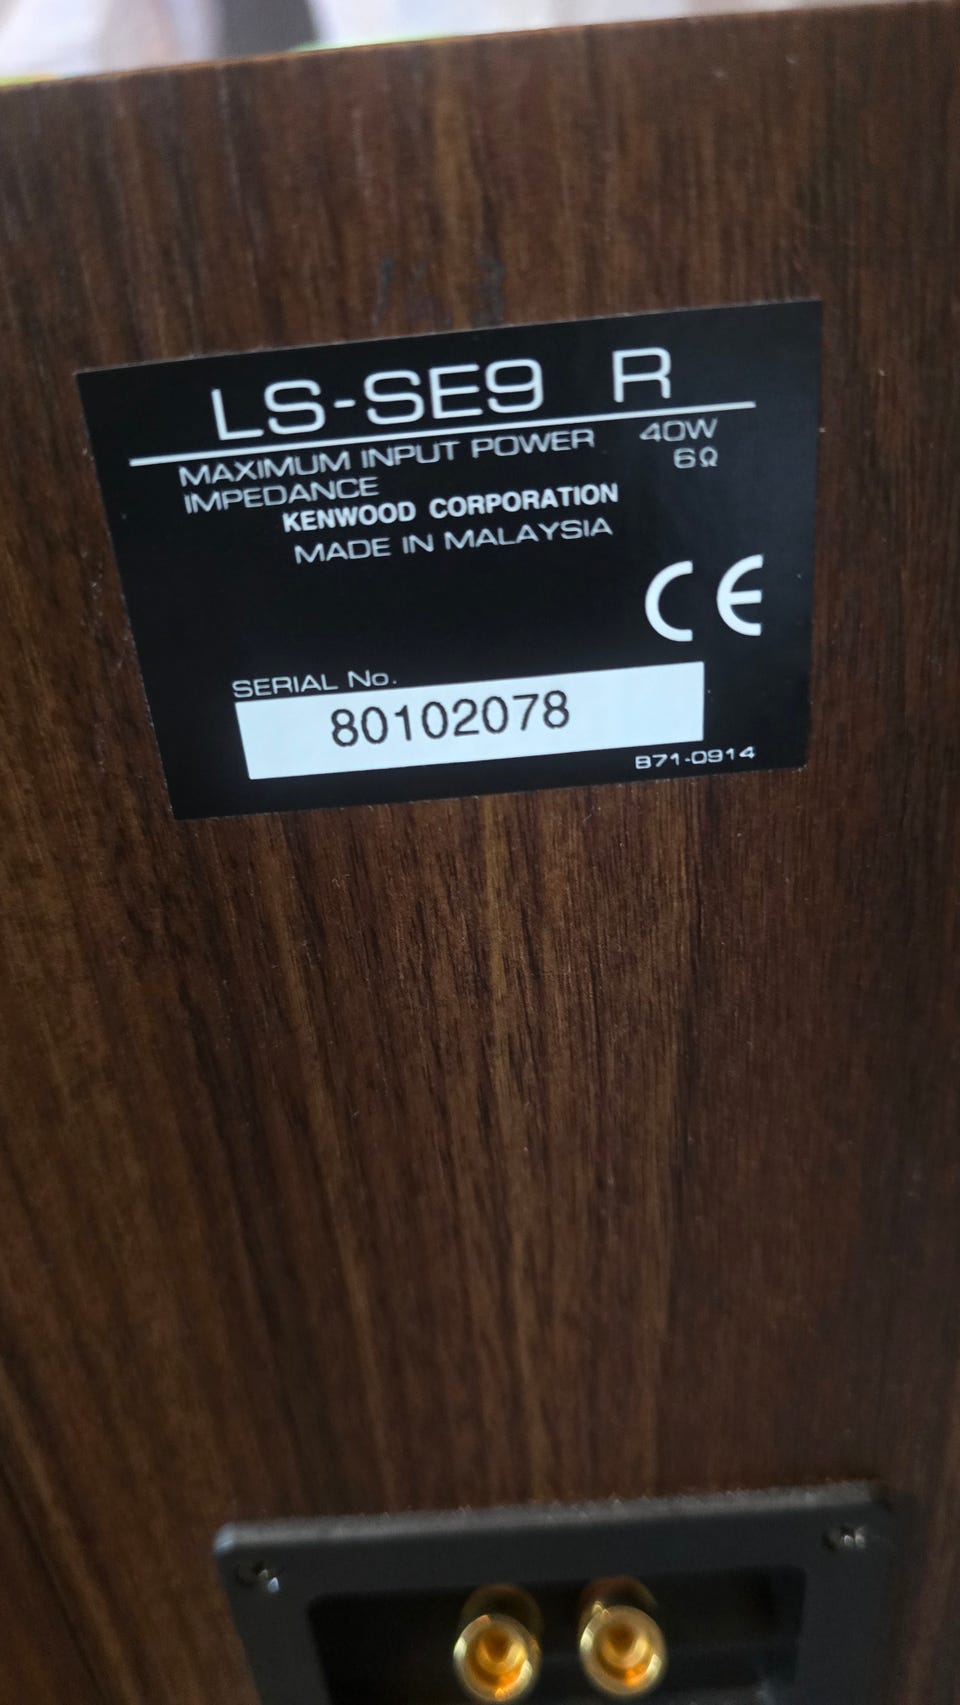 LS-SE9 R
MAXIMUM INPUT POWER 40W
IMPEDANCE 6Ω
KENWOOD CORPORATION
MADE IN MALAYSIA
CE
SERIAL No.
80102078
B71-0914